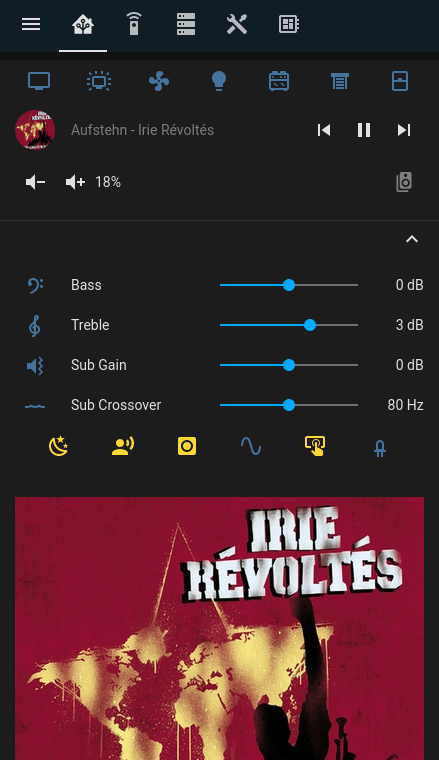 Aufstehn - Irie Révoltés
18%
Bass 0 dB
Treble 3 dB
Sub Gain 0 dB
Sub Crossover 80 Hz
IRIE
RÉVOLTÉS